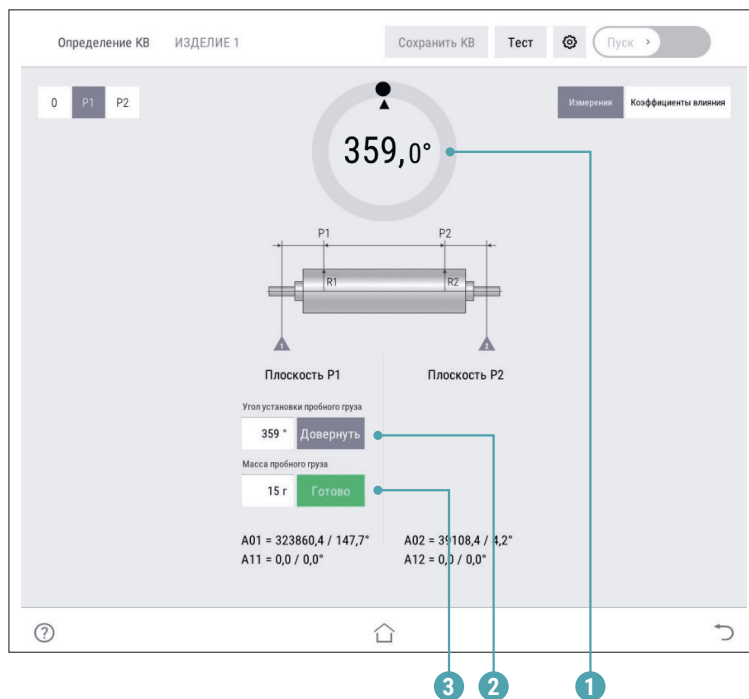 Определение КВ ИЗДЕЛИЕ 1 Сохранить КВ Тест Пуск ›
0 P1 P2 Измерения Коэффициенты влияния
359,0°
P1 P2
R1 R2
1 2
Плоскость P1 Плоскость P2
Угол установки пробного груза
359 ° Довернуть
Масса пробного груза
15 г Готово
A01 = 323860,4 / 147,7° A02 = 39108,4 / 4,2°
A11 = 0,0 / 0,0° A12 = 0,0 / 0,0°
?
3 2 1